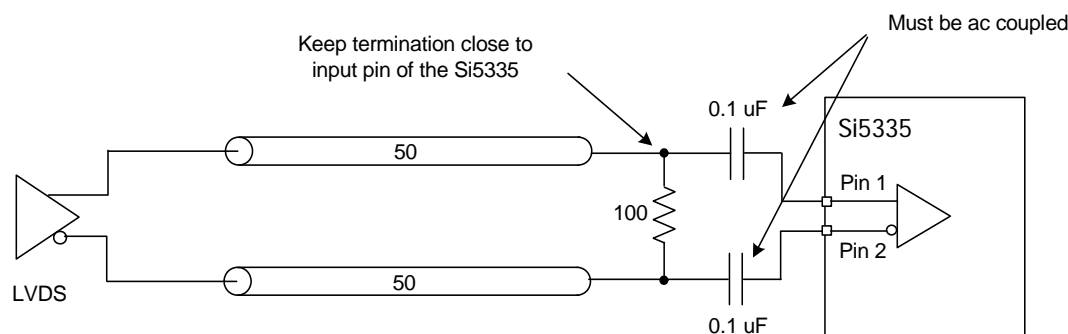 Must be ac coupled
Keep termination close to
input pin of the Si5335
0.1 uF
Si5335
50
Pin 1
100
Pin 2
50
LVDS
0.1 uF